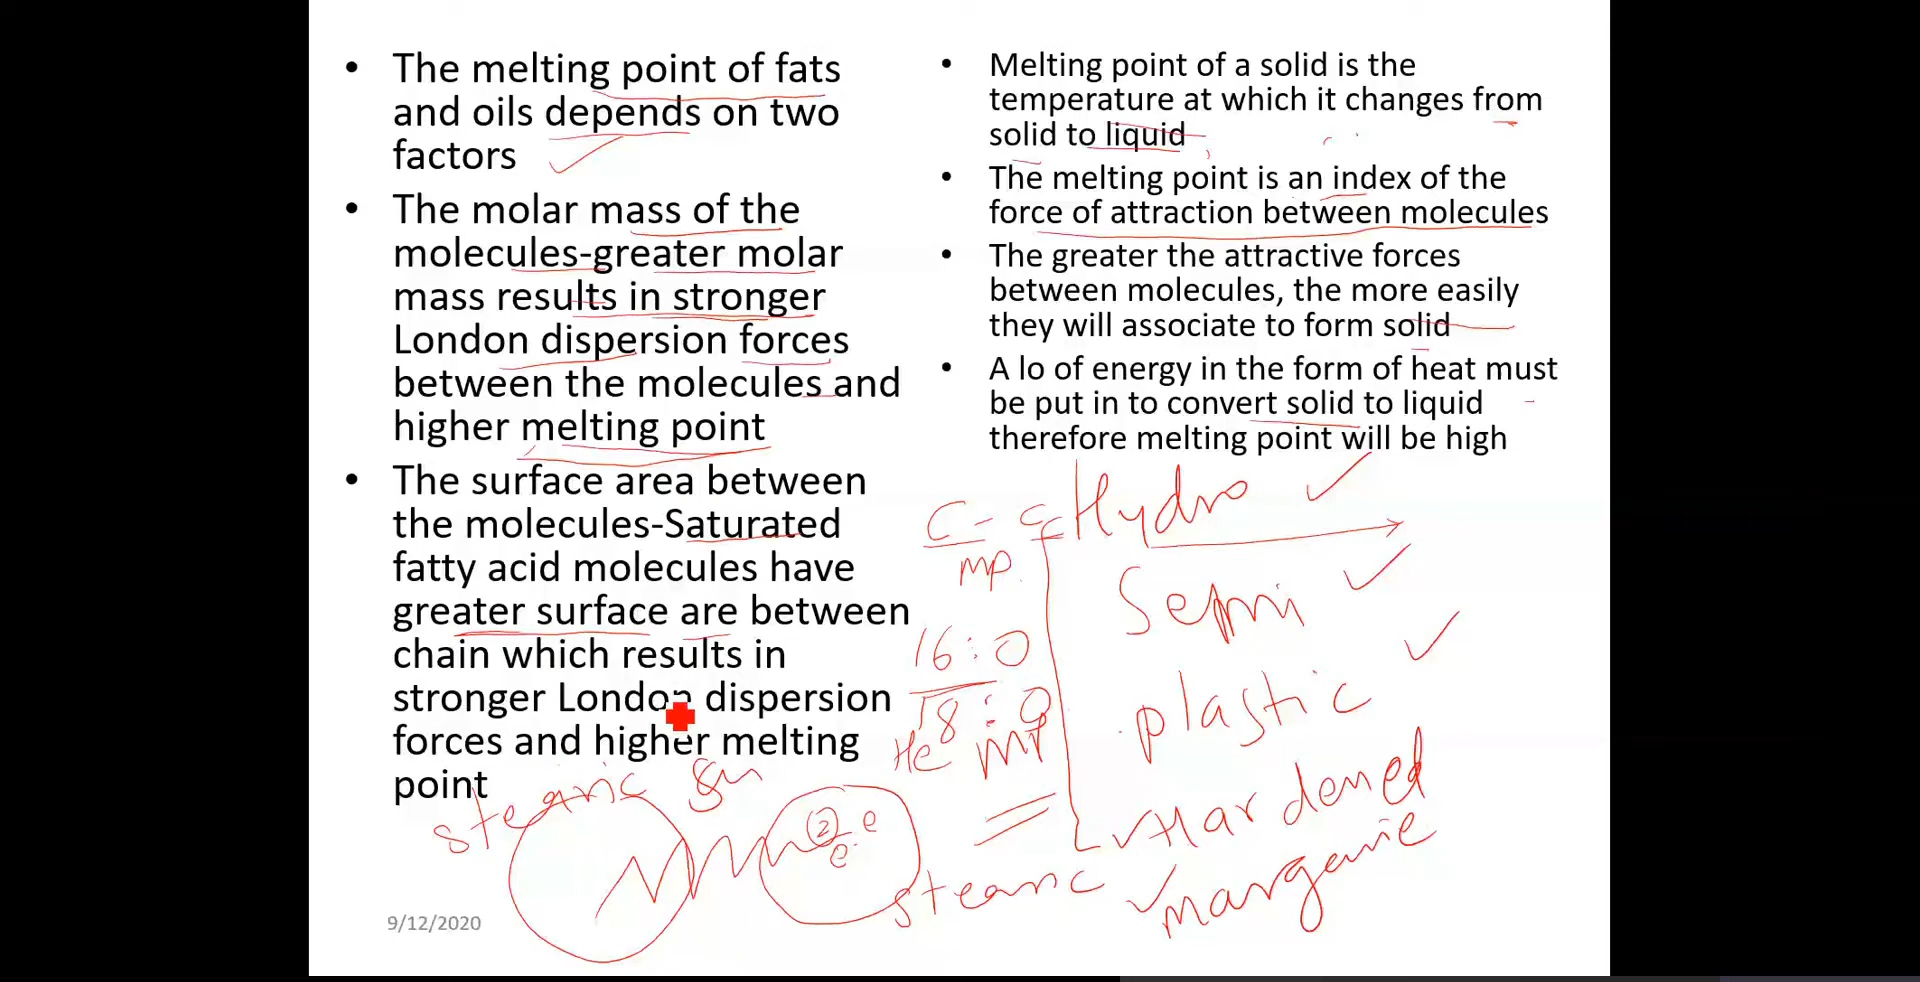 • The melting point of fats
and oils depends on two
factors
• The molar mass of the
molecules-greater molar
mass results in stronger
London dispersion forces
between the molecules and
higher melting point
• The surface area between
the molecules-Saturated
fatty acid molecules have
greater surface are between
chain which results in
stronger London dispersion
forces and higher melting
point
• Melting point of a solid is the
temperature at which it changes from
solid to liquid
• The melting point is an index of the
force of attraction between molecules
• The greater the attractive forces
between molecules, the more easily
they will associate to form solid
• A lo of energy in the form of heat must
be put in to convert solid to liquid
therefore melting point will be high
Hydro
C - C
mp
Semi
16:0
18:0
plastic
MP
Hardened
stearic
2 e
e
stearic
9/12/2020